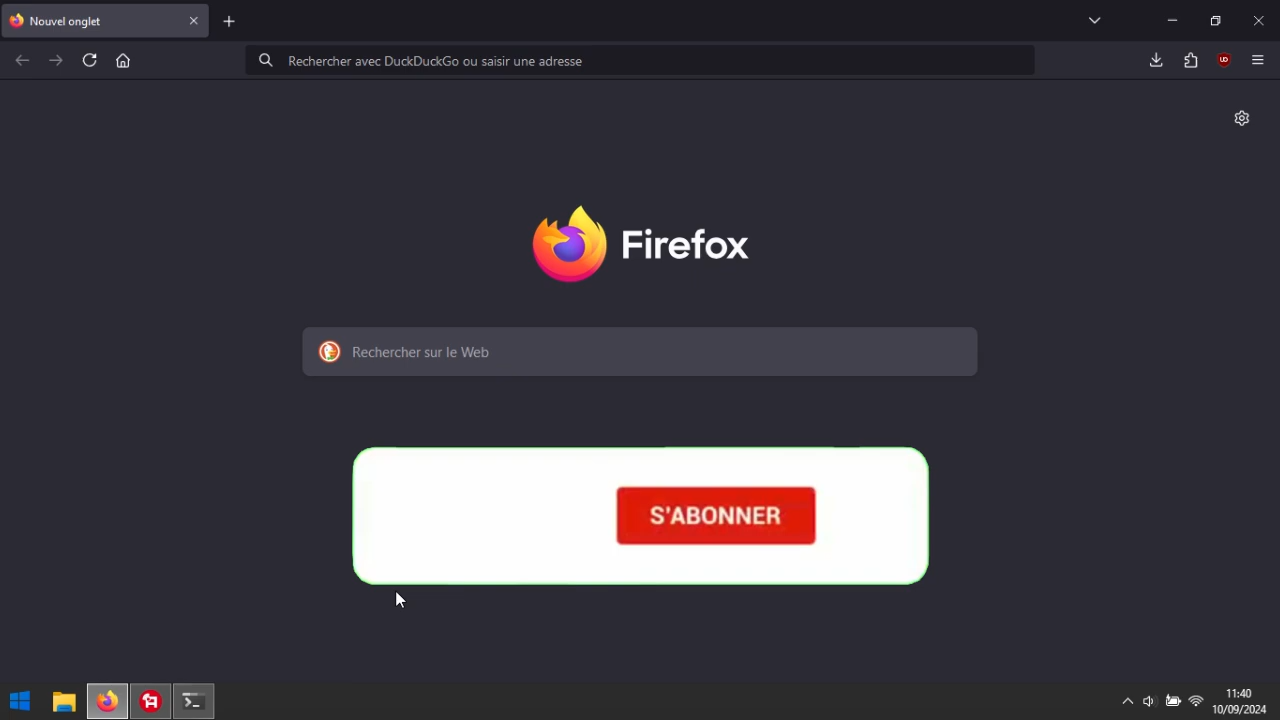 Nouvel onglet
Rechercher avec DuckDuckGo ou saisir une adresse
Firefox
Rechercher sur le Web
S'ABONNER
11:40
10/09/2024